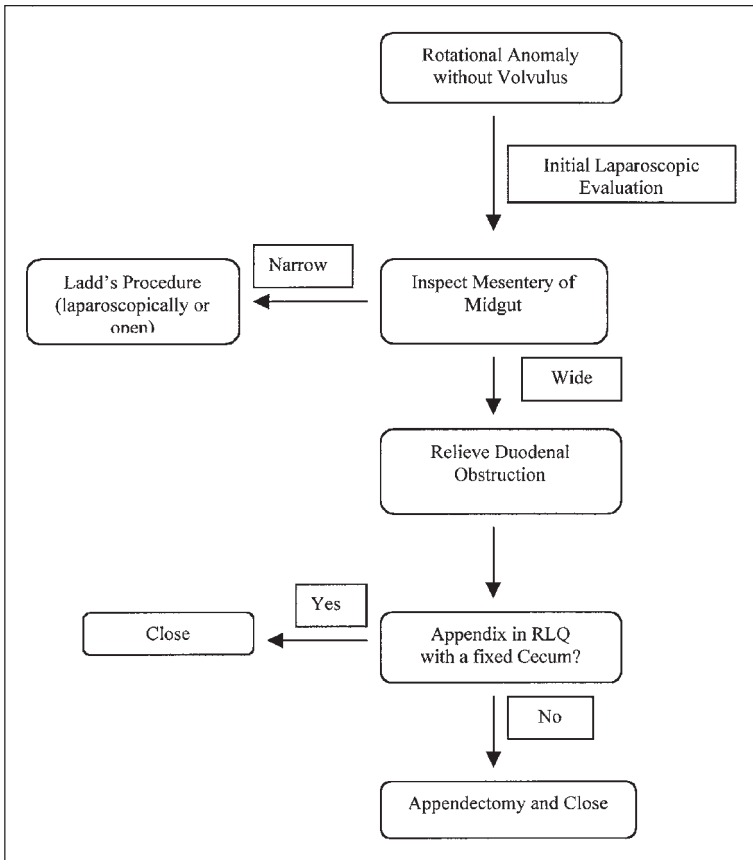 Rotational Anomaly
without Volvulus
Initial Laparoscopic
Evaluation
Narrow
Ladd's Procedure
(laparoscopically or
open)
Inspect Mesentery of
Midgut
Wide
Relieve Duodenal
Obstruction
Yes
Close
Appendix in RLQ
with a fixed Cecum?
No
Appendectomy and Close